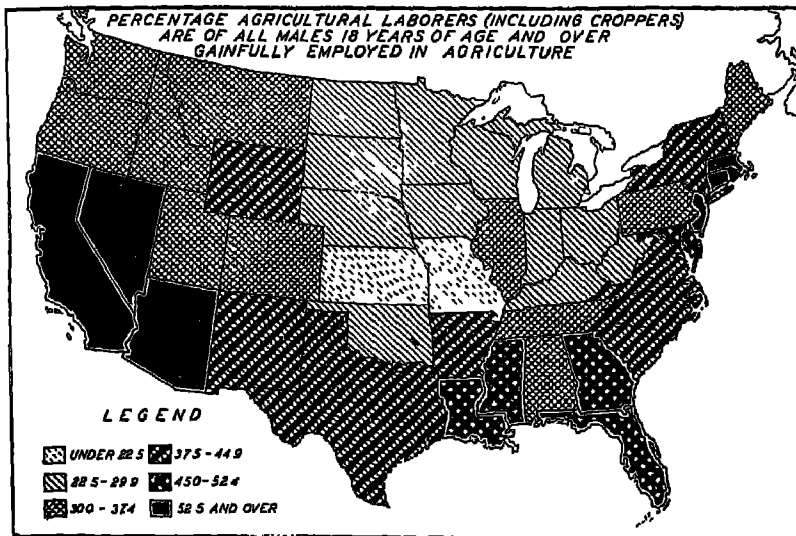 PERCENTAGE AGRICULTURAL LABORERS (INCLUDING CROPPERS)
ARE OF ALL MALES 18 YEARS OF AGE AND OVER
GAINFULLY EMPLOYED IN AGRICULTURE
LEGEND
UNDER 22.5
22.5-29.9
30.0-37.4
37.5-44.9
45.0-52.4
52.5 AND OVER